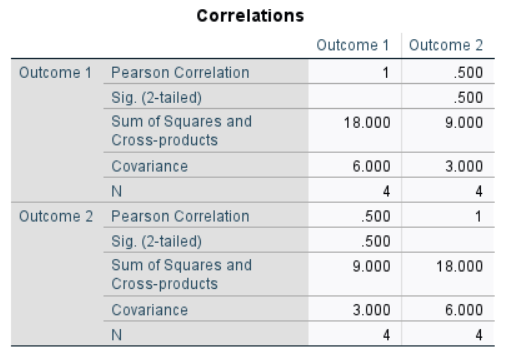 Correlations
Outcome 1 Outcome 2
Outcome 1 Pearson Correlation 1 .500
Sig. (2-tailed) .500
Sum of Squares and Cross-products 18.000 9.000
Covariance 6.000 3.000
N 4 4
Outcome 2 Pearson Correlation .500 1
Sig. (2-tailed) .500
Sum of Squares and Cross-products 9.000 18.000
Covariance 3.000 6.000
N 4 4